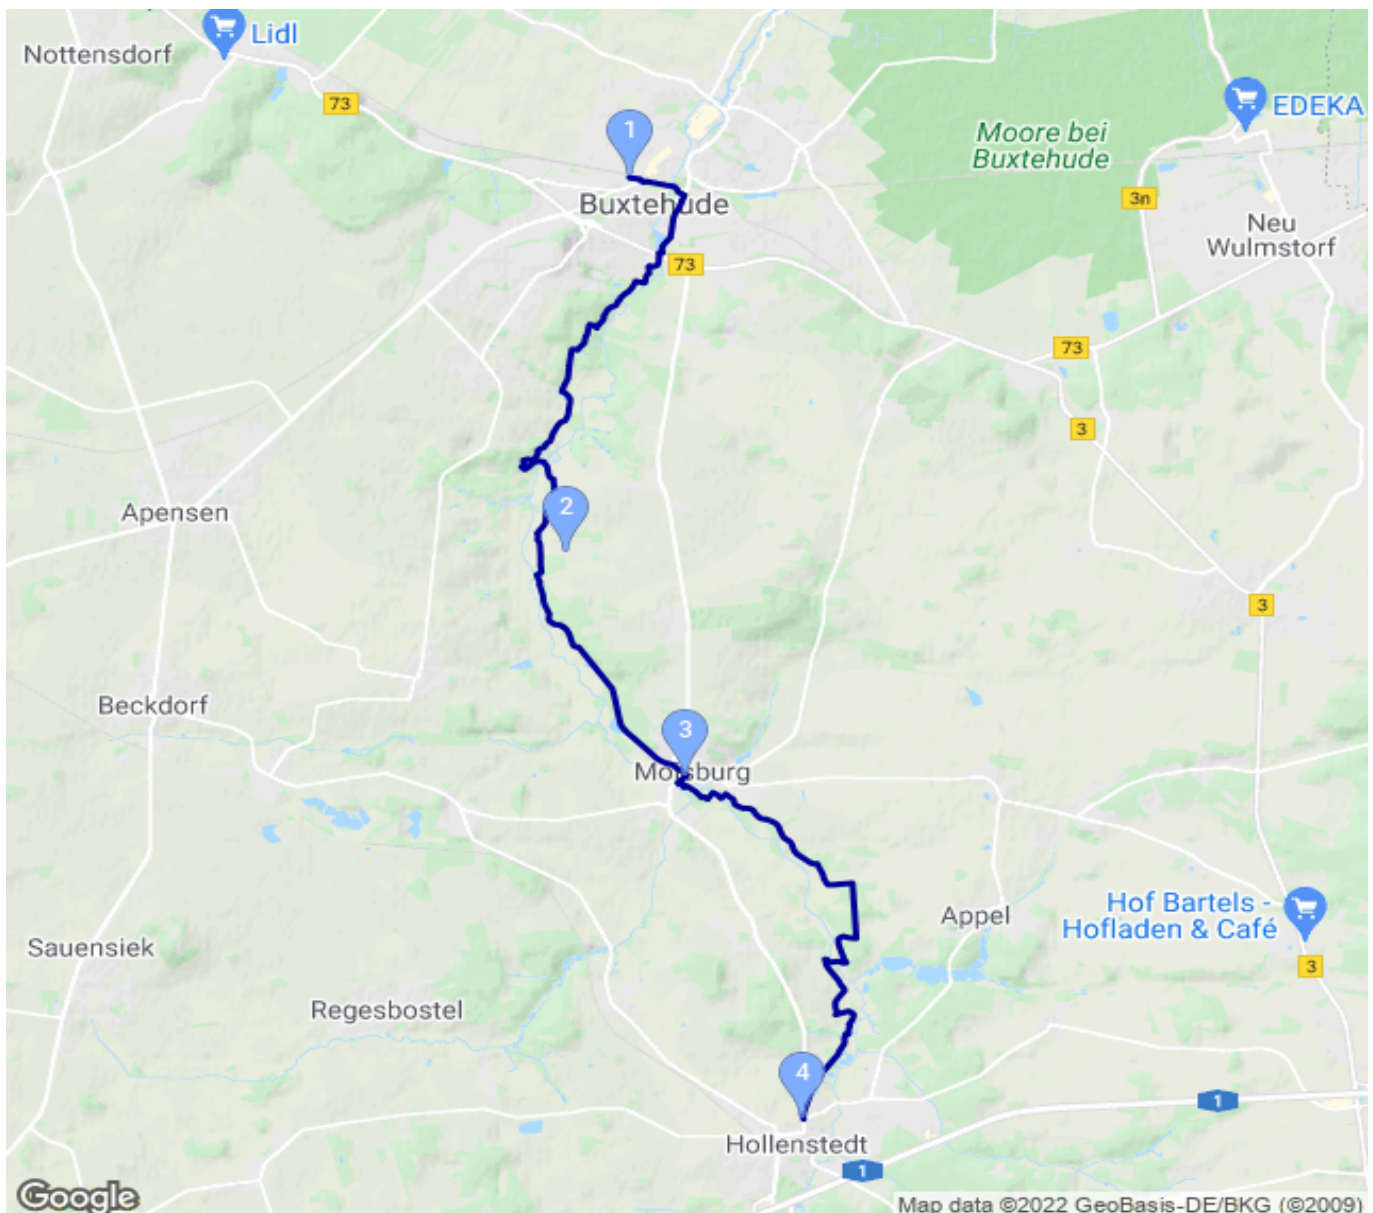 Lidl
Nottensdorf
73
1
EDEKA
Moore bei
Buxtehude
3n
Buxtehude
Neu
Wulmstorf
73
73
3
2
Apensen
3
Beckdorf
3
Moisburg
Hof Bartels -
Hofladen & Café
Appel
Sauensiek
3
Regesbostel
4
1
Hollenstedt
1
Google
Map data ©2022 GeoBasis-DE/BKG (©2009)